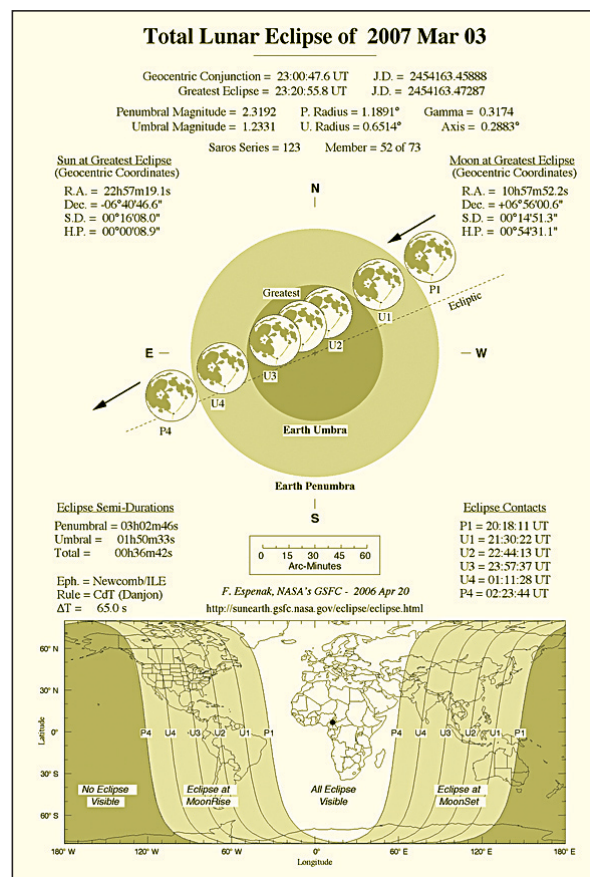 Total Lunar Eclipse of 2007 Mar 03
Geocentric Conjunction = 23:00:47.6 UT J.D. = 2454163.45888
Greatest Eclipse = 23:20:55.8 UT J.D. = 2454163.47287
Penumbral Magnitude = 2.3192 P. Radius = 1.1891° Gamma = 0.3174
Umbral Magnitude = 1.2331 U. Radius = 0.6514° Axis = 0.2883°
Saros Series = 123 Member = 52 of 73
Sun at Greatest Eclipse
(Geocentric Coordinates)
R.A. = 22h57m19.1s
Dec. = -06°40'46.6"
S.D. = 00°16'08.0"
H.P. = 00°00'08.9"
Moon at Greatest Eclipse
(Geocentric Coordinates)
R.A. = 10h57m52.2s
Dec. = +06°56'00.6"
S.D. = 00°14'51.3"
H.P. = 00°54'31.1"
N
P1
Greatest
U1
Ecliptic
U2
E
W
U3
U4
P4
Earth Umbra
Earth Penumbra
S
Eclipse Semi-Durations
Penumbral = 03h02m46s
Umbral = 01h50m33s
Total = 00h36m42s
Eph. = Newcomb/ILE
Rule = CdT (Danjon)
ΔT = 65.0 s
0 15 30 45 60
Arc-Minutes
F. Espenak, NASA's GSFC - 2006 Apr 20
http://sunearth.gsfc.nasa.gov/eclipse/eclipse.html
Eclipse Contacts
P1 = 20:18:11 UT
U1 = 21:30:22 UT
U2 = 22:44:13 UT
U3 = 23:57:37 UT
U4 = 01:11:28 UT
P4 = 02:23:44 UT
60° N
30° N
Latitude
0°
30° S
60° S
P4 U4 U3 U2 U1 P1
P4 U4 U3 U2 U1 P1
No Eclipse
Visible
Eclipse at
MoonRise
All Eclipse
Visible
Eclipse at
MoonSet
180° W 120° W 60° W 0° 60° E 120° E 180° E
Longitude